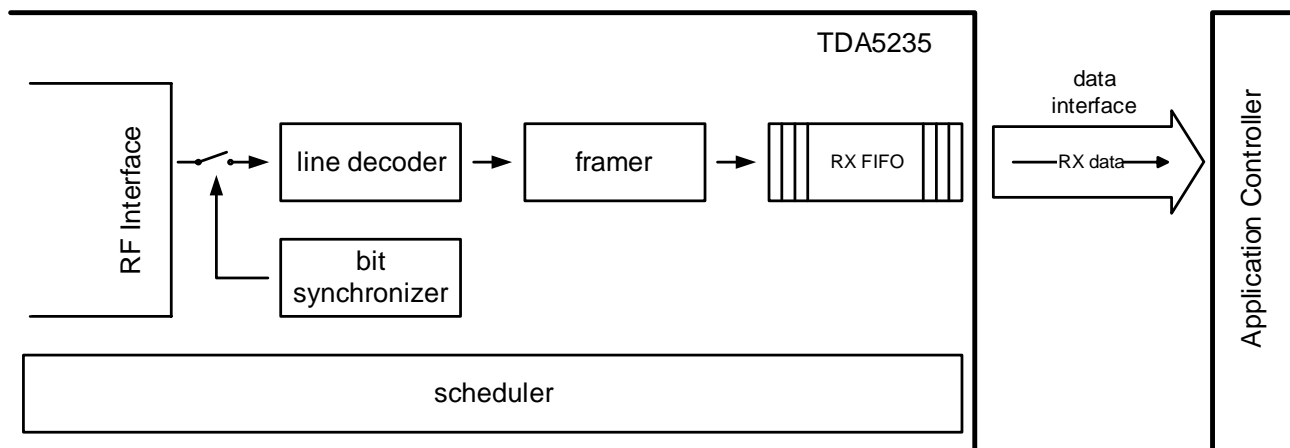 TDA5235
data
interface
RF Interface
line decoder
framer
RX FIFO
RX data
Application Controller
bit
synchronizer
scheduler